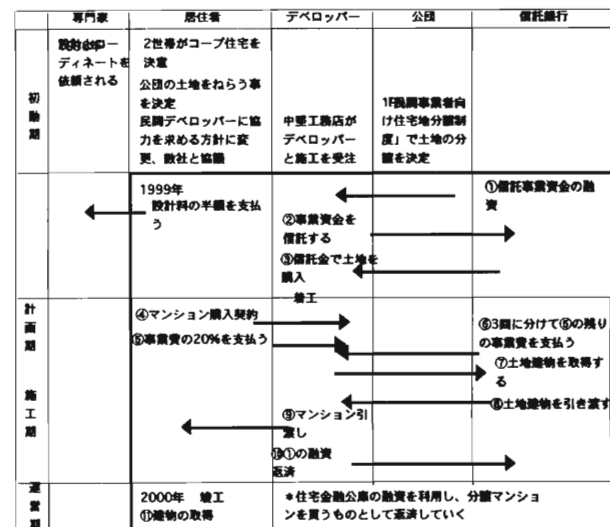 専門家
居住者
デベロッパー
公団
信託銀行
初動期
ディネートを
依頼される
2世帯がコープ住宅を
決意
公団の土地をねらう事
を決定
民間デベロッパーに協
力を求める方針に変
更、数社と協議
中堅工務店が
デベロッパー
と施工を受注
け住宅地分譲制
度」で土地の分
譲を決定
1999年
設計料の半額を支払
う
①信託事業資金の融
資
②事業資金を
信託する
③信託金で土地を
購入
着工
計画期
施工期
④マンション購入契約
⑤事業費の20%を支払う
⑥3回に分けて⑤の残り
の事業費を支払う
⑦土地建物を取得す
る
⑧土地建物を引き渡す
⑨マンション引
渡し
⑩①の融資
返済
運営期
2000年 竣工
⑪建物の取得
*住宅金融公庫の融資を利用し、分譲マンショ
ンを買うものとして返済していく